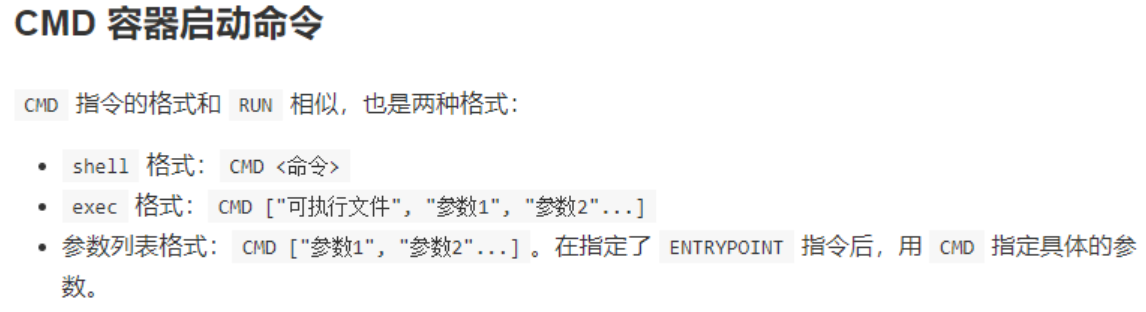 CMD 容器启动命令
CMD 指令的格式和 RUN 相似，也是两种格式：
• shell 格式： CMD <命令>
• exec 格式： CMD ["可执行文件", "参数1", "参数2"...]
• 参数列表格式： CMD ["参数1", "参数2"...] 。在指定了 ENTRYPOINT 指令后，用 CMD 指定具体的参
数。